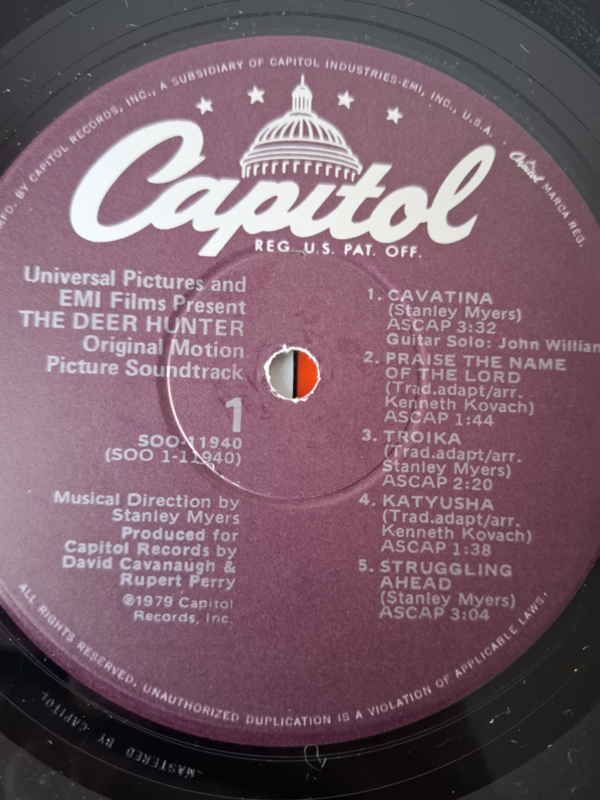 MFD. BY CAPITOL RECORDS, INC., A SUBSIDIARY OF CAPITOL INDUSTRIES-EMI, INC., U.S.A. · Capitol MARCA REG.
Capitol
REG. U.S. PAT. OFF.
Universal Pictures and
EMI Films Present
THE DEER HUNTER
Original Motion
Picture Soundtrack
1
SOO-11940
(SOO 1-11940)
Musical Direction by
Stanley Myers
Produced for
Capitol Records by
David Cavanaugh &
Rupert Perry
℗1979 Capitol
Records, Inc.
1. CAVATINA
(Stanley Myers)
ASCAP 3:32
Guitar Solo: John William
2. PRAISE THE NAME
OF THE LORD
(Trad.adapt/arr.
Kenneth Kovach)
ASCAP 1:44
3. TROIKA
(Trad.adapt/arr.
Stanley Myers)
ASCAP 2:20
4. KATYUSHA
(Trad.adapt/arr.
Kenneth Kovach)
ASCAP 1:38
5. STRUGGLING
AHEAD
(Stanley Myers)
ASCAP 3:04
ALL RIGHTS RESERVED. UNAUTHORIZED DUPLICATION IS A VIOLATION OF APPLICABLE LAWS.
MASTERED BY CAPITOL